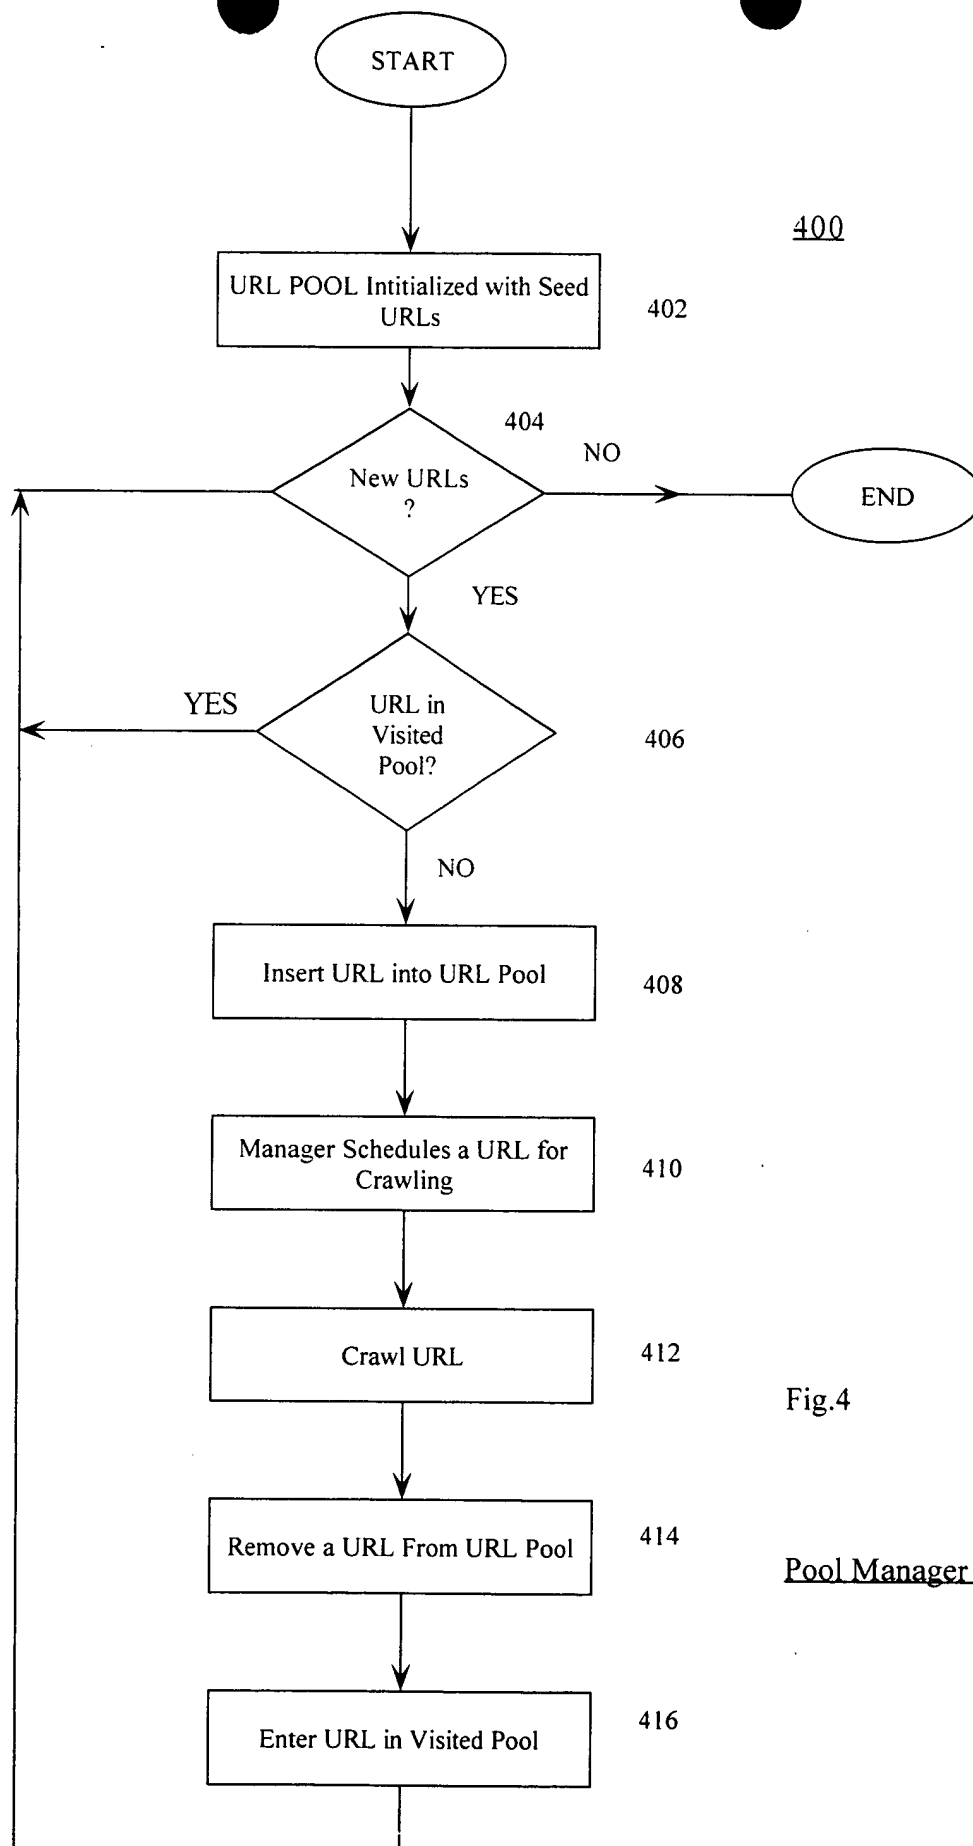 START
400
URL POOL Intitialized with Seed
URLs
402
404
New URLs
?
NO
END
YES
YES
URL in
Visited
Pool?
406
NO
Insert URL into URL Pool
408
Manager Schedules a URL for
Crawling
410
Crawl URL
412
Fig.4
Remove a URL From URL Pool
414
Pool Manager
Enter URL in Visited Pool
416